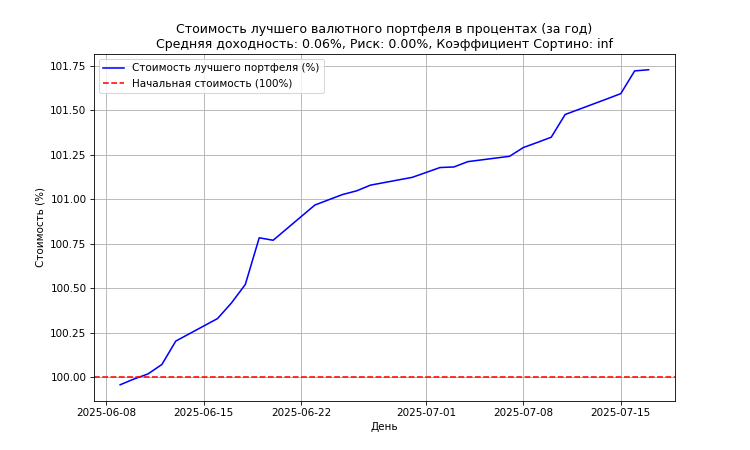 Стоимость лучшего валютного портфеля в процентах (за год)
Средняя доходность: 0.06%, Риск: 0.00%, Коэффициент Сортино: inf
Стоимость лучшего портфеля (%)
Начальная стоимость (100%)
Стоимость (%)
101.75
101.50
101.25
101.00
100.75
100.50
100.25
100.00
2025-06-08
2025-06-15
2025-06-22
2025-07-01
2025-07-08
2025-07-15
День